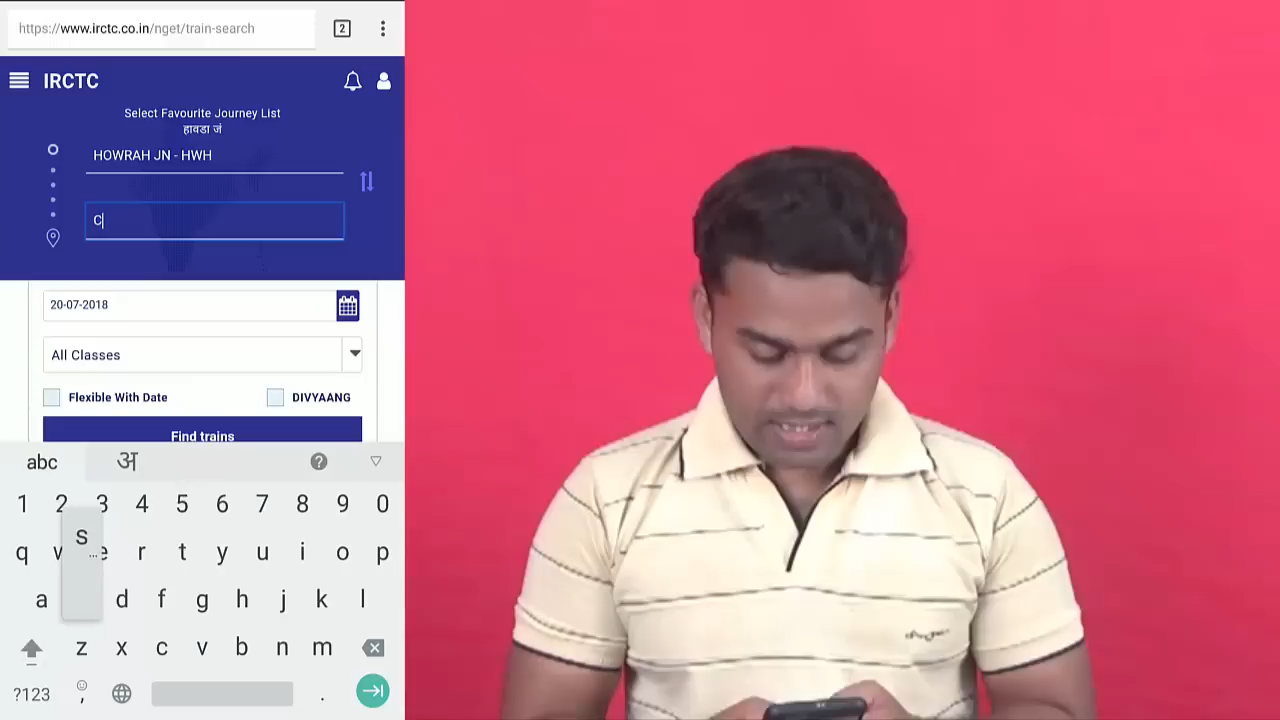 https://www.irctc.co.in/nget/train-search
2
IRCTC
Select Favourite Journey List
हावडा जं
HOWRAH JN - HWH
C
20-07-2018
All Classes
Flexible With Date
DIVYAANG
Find trains
abc अ ?
1 2 3 4 5 6 7 8 9 0
s
q w e r t y u i o p
a d f g h j k l
z x c v b n m
?123 , .